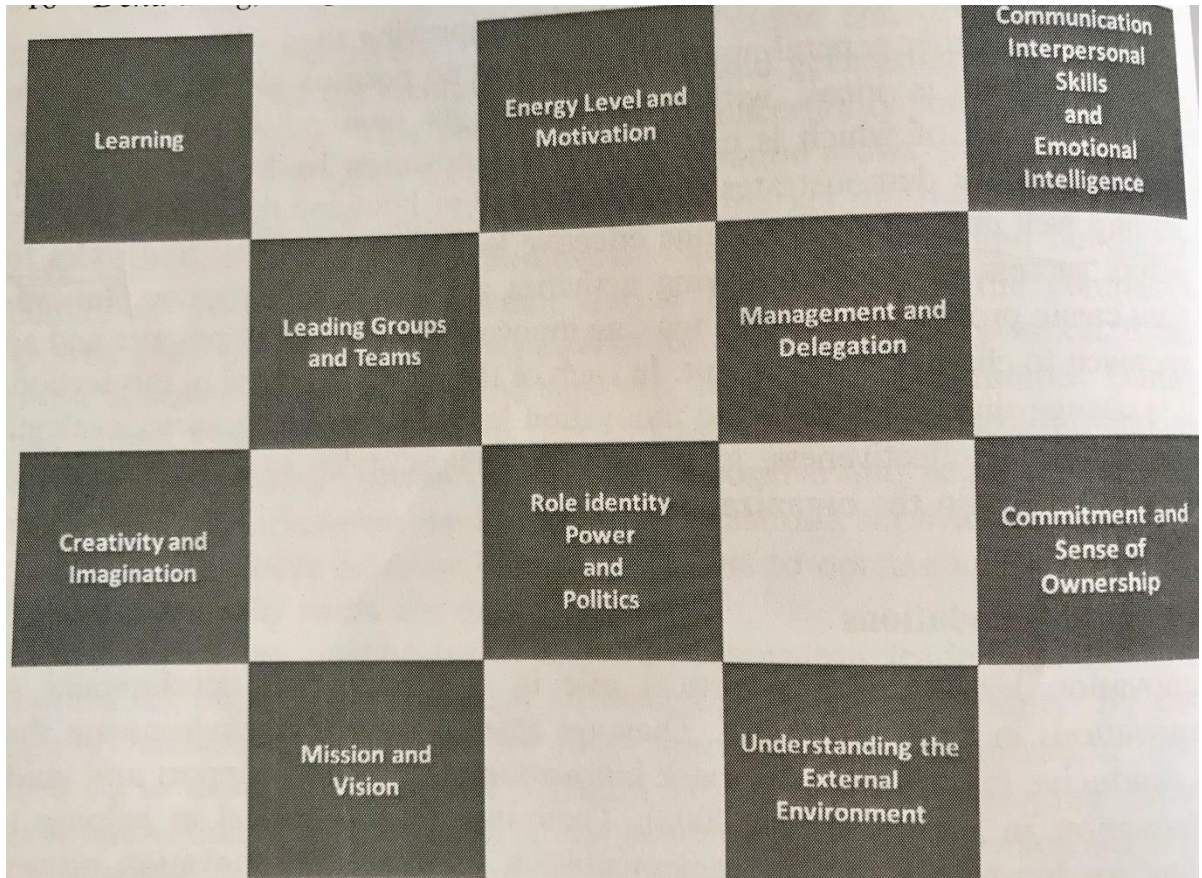 Learning
Energy Level and
Motivation
Communication
Interpersonal
Skills
and
Emotional
Intelligence
Leading Groups
and Teams
Management and
Delegation
Creativity and
Imagination
Role identity
Power
and
Politics
Commitment and
Sense of
Ownership
Mission and
Vision
Understanding the
External
Environment